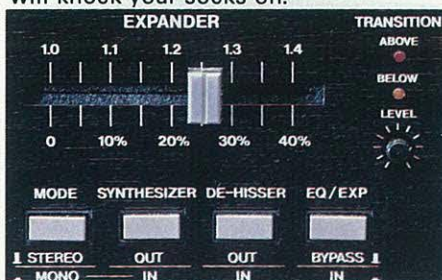 will knock your socks off.
EXPANDER
TRANSITION
1.0 1.1 1.2 1.3 1.4
ABOVE
BELOW
LEVEL
0 10% 20% 30% 40%
MODE SYNTHESIZER DE-HISSER EQ/EXP
STEREO OUT OUT BYPASS
MONO IN IN IN